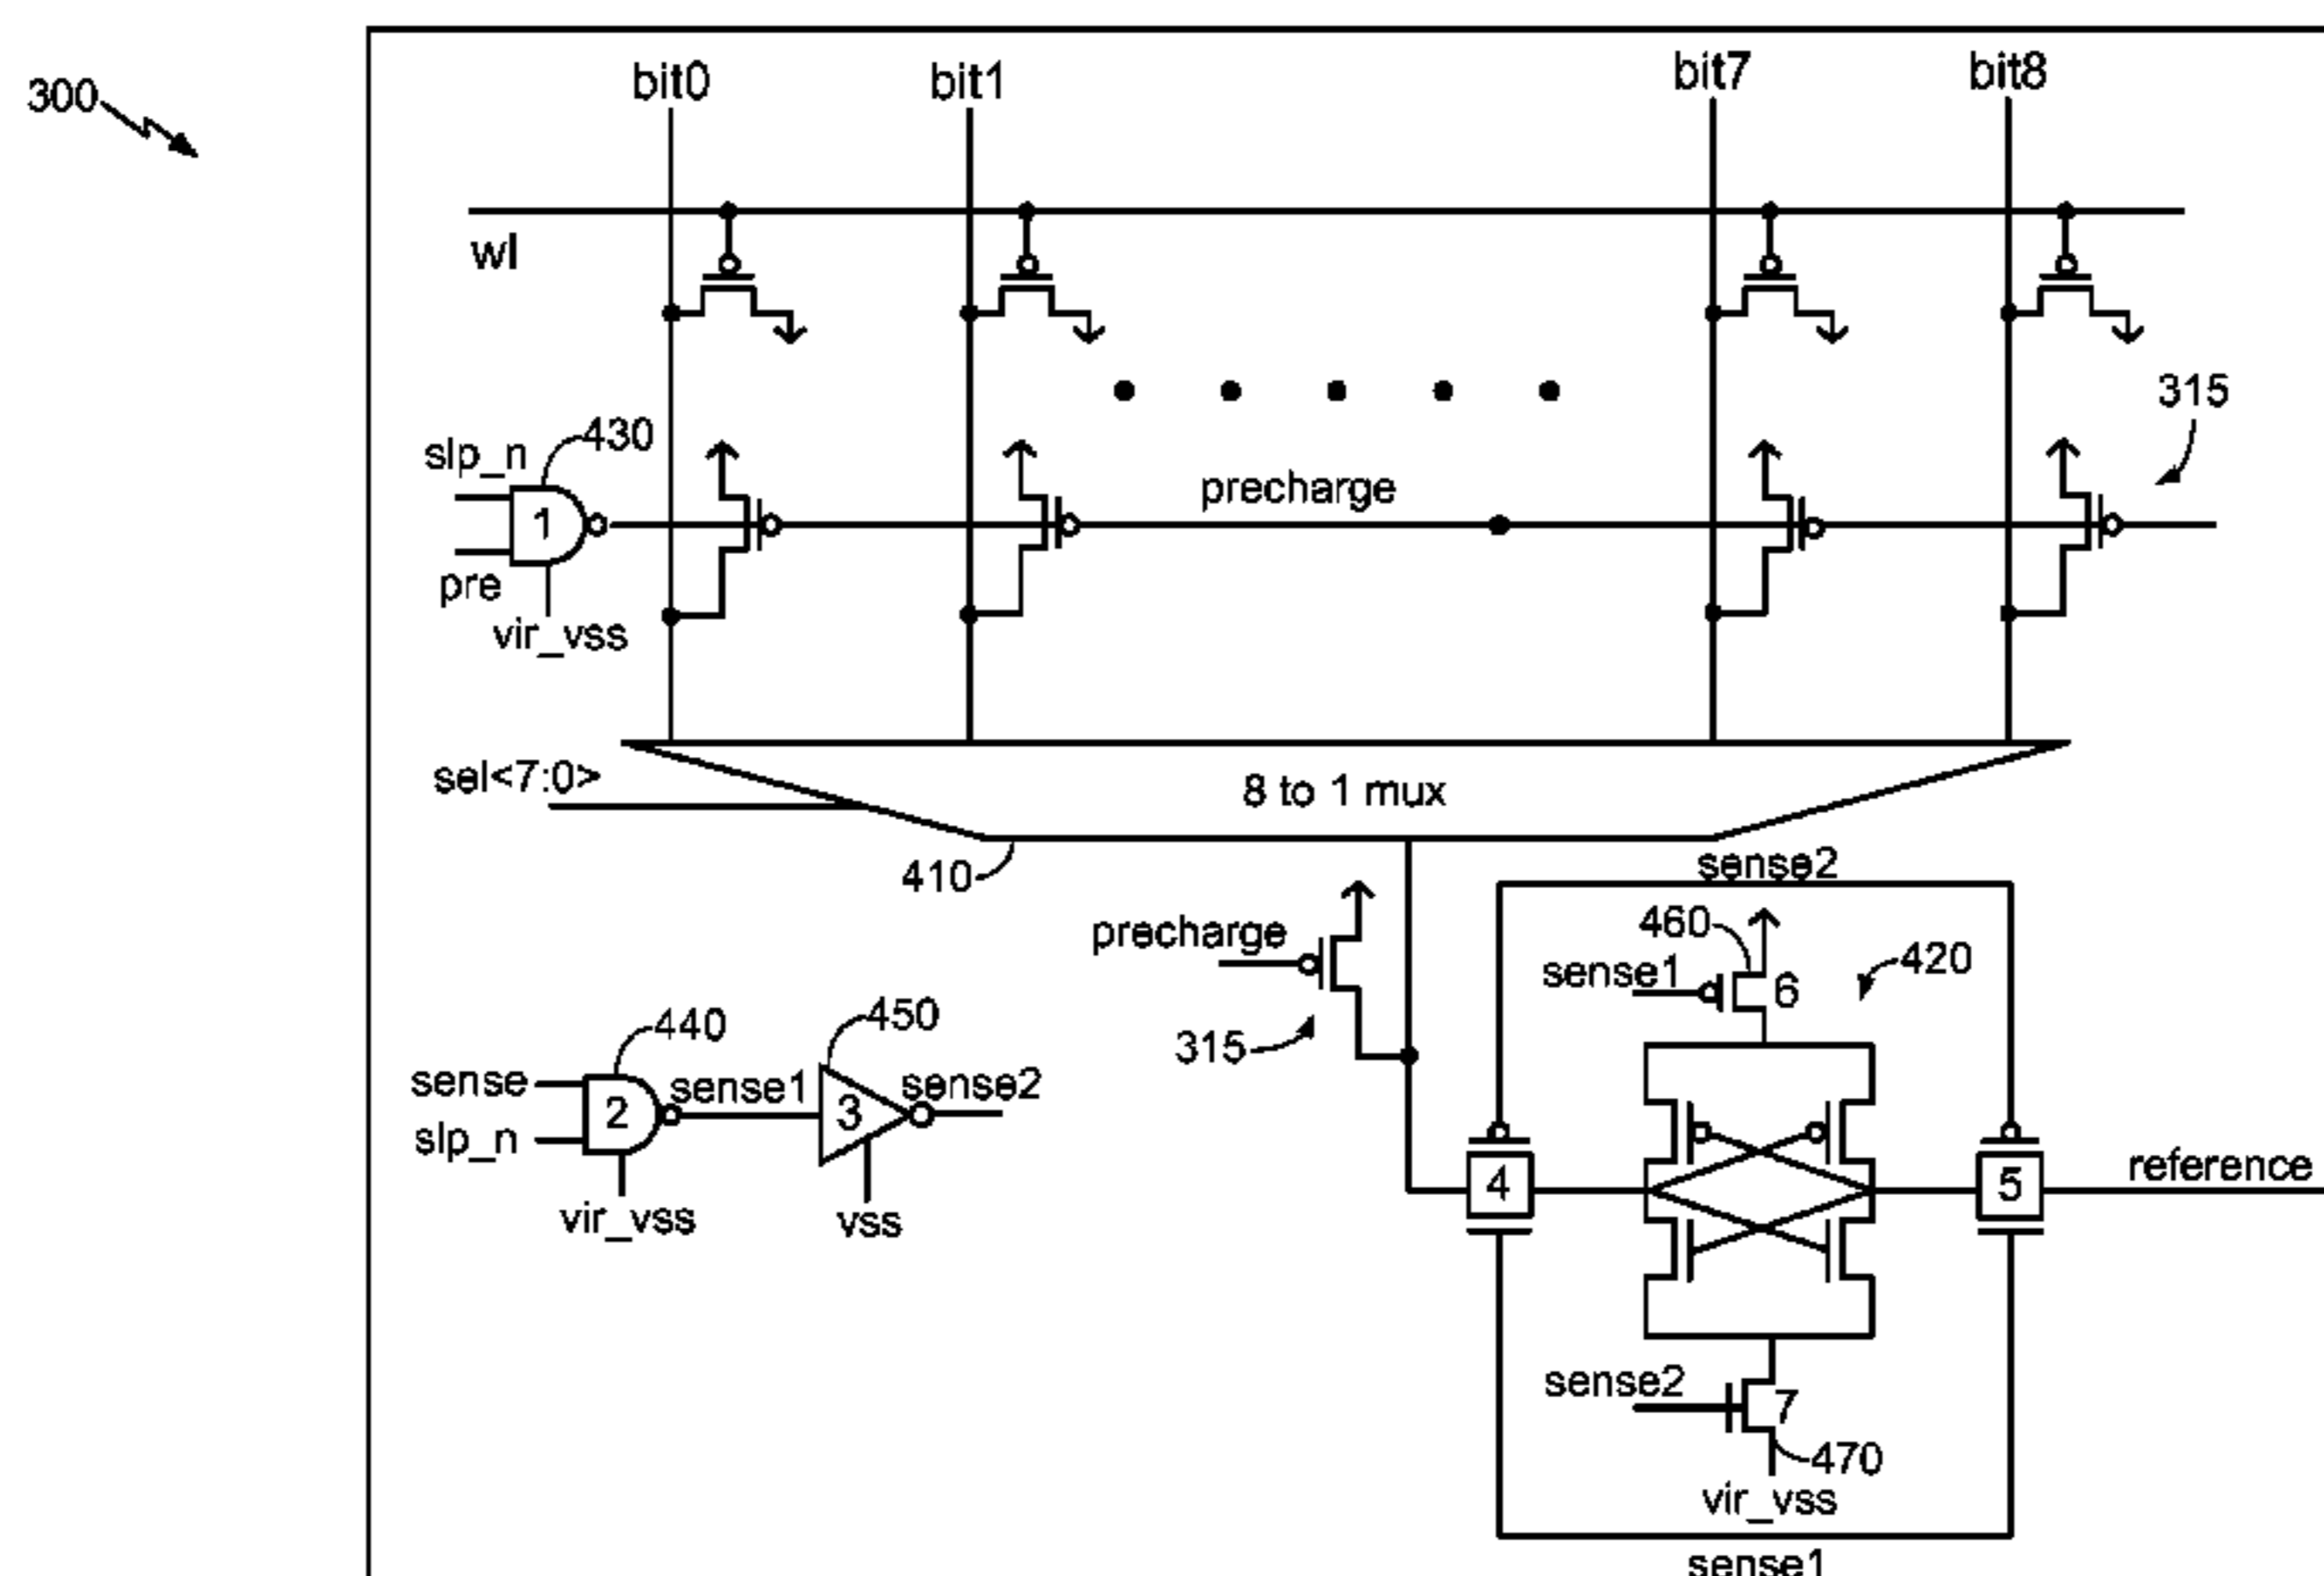 300
bit0 bit1 bit7 bit8
wl
315
slp_n 430
1 precharge
pre
vir_vss
sel<7:0> 8 to 1 mux
410
sense2
precharge 460 420
sense1 6
440 450 315
sense 2 sense1 3 sense2
slp_n
vir_vss vss
4 5 reference
sense2 7
470
vir_vss
sense1